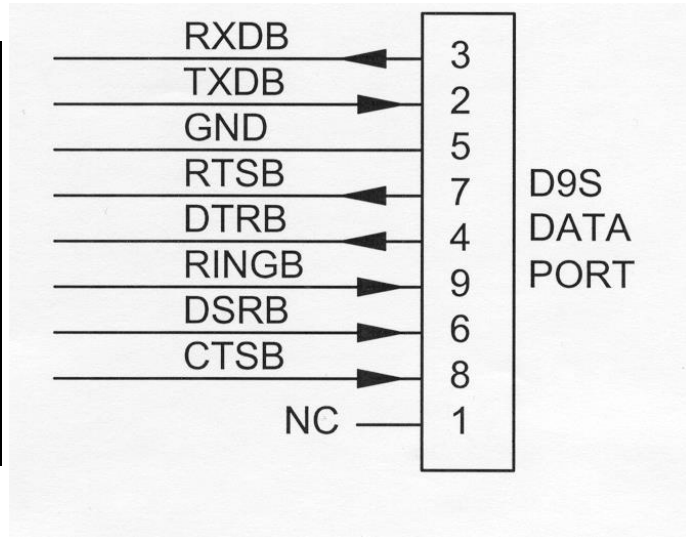 RXDB 3
TXDB 2
GND 5
RTSB 7
DTRB 4
RINGB 9
DSRB 6
CTSB 8
NC 1
D9S
DATA
PORT